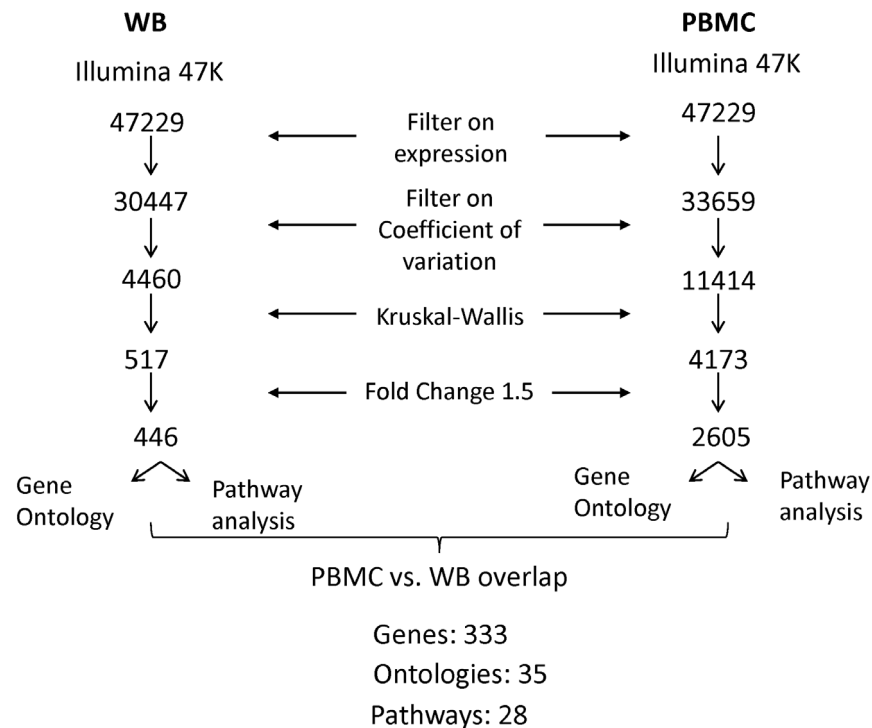 WB
PBMC
Illumina 47K
Illumina 47K
47229
Filter on
expression
47229
30447
Filter on
Coefficient of
variation
33659
4460
11414
Kruskal-Wallis
517
4173
Fold Change 1.5
446
2605
Gene
Ontology
Pathway
analysis
Gene
Ontology
Pathway
analysis
PBMC vs. WB overlap
Genes: 333
Ontologies: 35
Pathways: 28